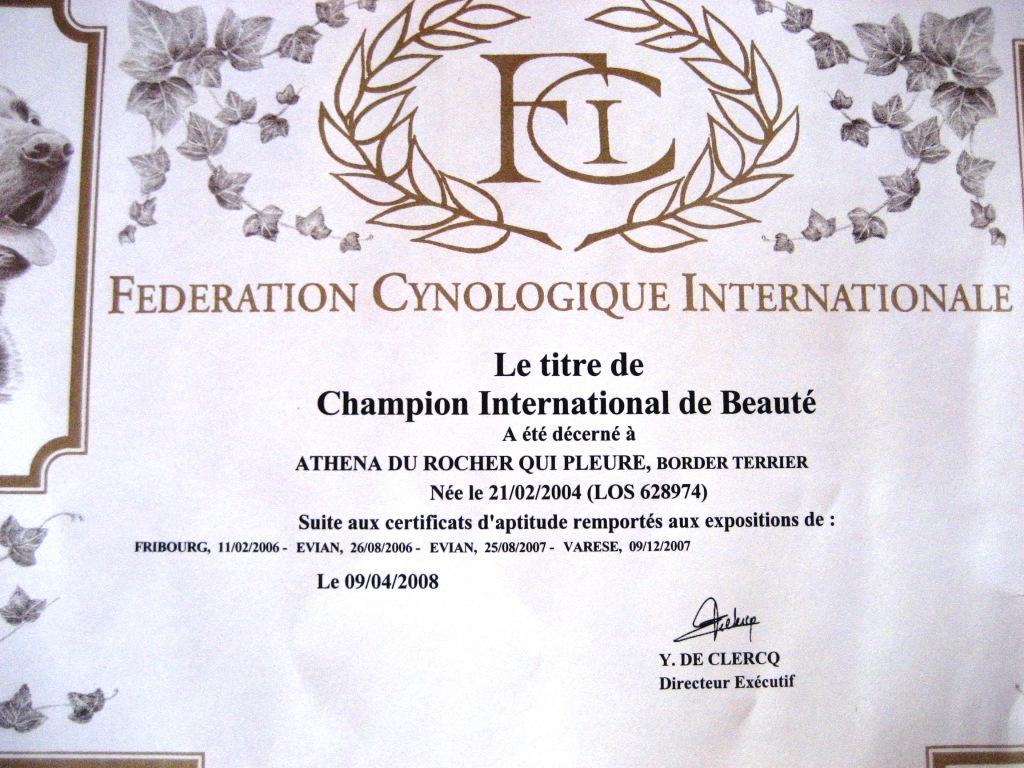 FCI
FEDERATION CYNOLOGIQUE INTERNATIONALE
Le titre de
Champion International de Beauté
A été décerné à
ATHENA DU ROCHER QUI PLEURE, BORDER TERRIER
Née le 21/02/2004 (LOS 628974)
Suite aux certificats d'aptitude remportés aux expositions de :
FRIBOURG, 11/02/2006 - EVIAN, 26/08/2006 - EVIAN, 25/08/2007 - VARESE, 09/12/2007
Le 09/04/2008
Y. DE CLERCQ
Directeur Exécutif